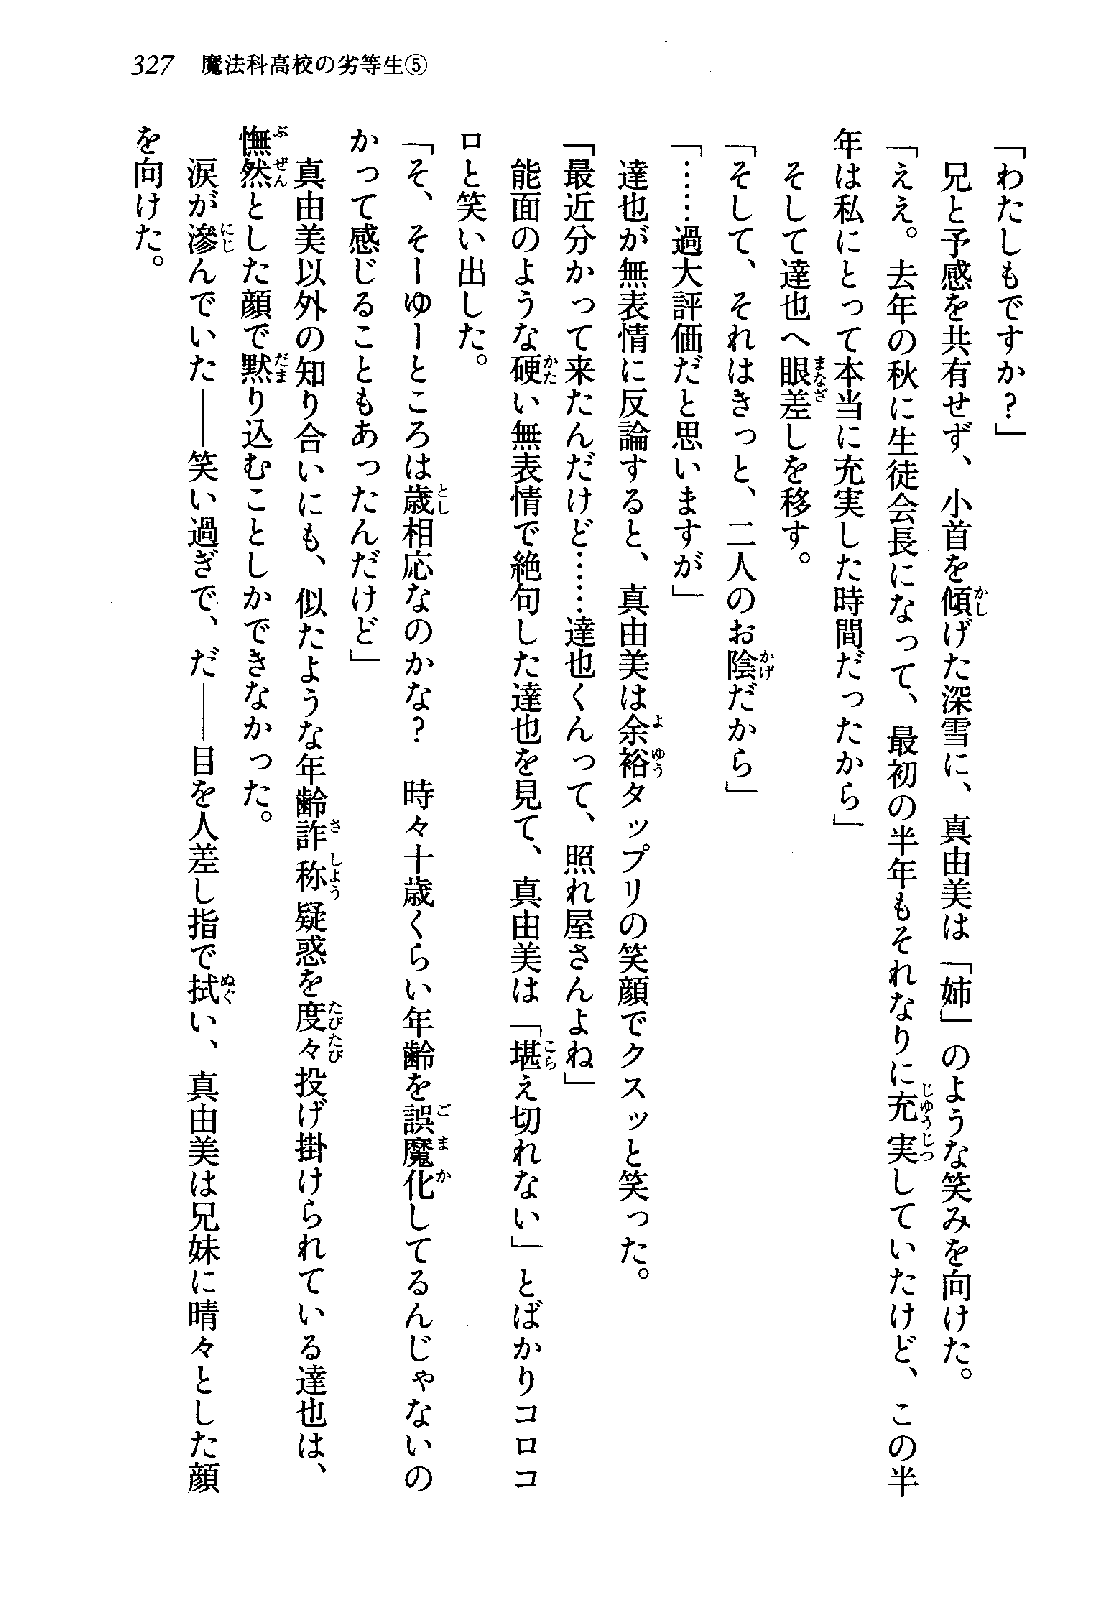 327 魔法科高校の劣等生⑤
「わたしもですか？」
　兄と予感を共有せず、小首を傾げた深雪に、真由美は「姉」のような笑みを向けた。
「ええ。去年の秋に生徒会長になって、最初の半年もそれなりに充実していたけど、この半
年は私にとって本当に充実した時間だったから」
　そして達也へ眼差しを移す。
「そして、それはきっと、二人のお陰だから」
「……過大評価だと思いますが」
　達也が無表情に反論すると、真由美は余裕タップリの笑顔でクスッと笑った。
「最近分かって来たんだけど……達也くんって、照れ屋さんよね」
　能面のような硬い無表情で絶句した達也を見て、真由美は「堪え切れない」とばかりコロコ
ロと笑い出した。
「そ、そーゆーところは歳相応なのかな？　時々十歳くらい年齢を誤魔化してるんじゃないの
かって感じることもあったんだけど」
　真由美以外の知り合いにも、似たような年齢詐称疑惑を度々投げ掛けられている達也は、
憮然とした顔で黙り込むことしかできなかった。
　涙が滲んでいた――笑い過ぎで、だ――目を人差し指で拭い、真由美は兄妹に晴々とした顔
を向けた。